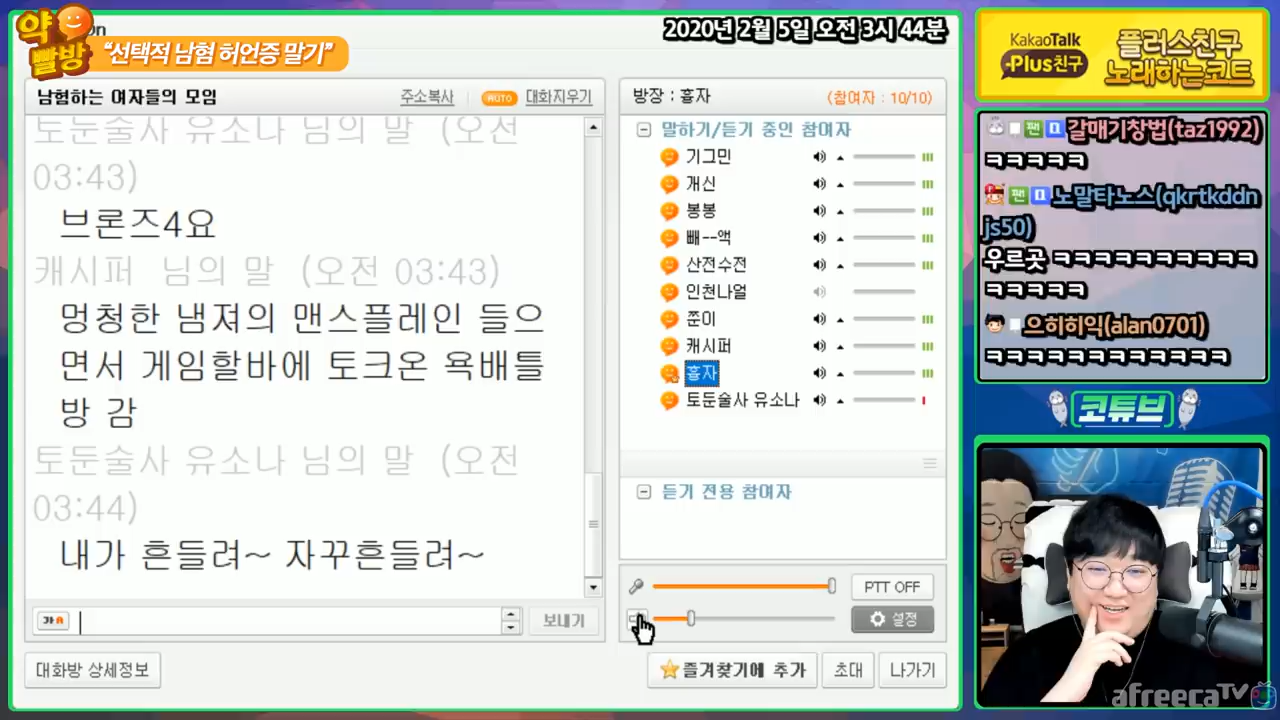 약빨방
"선택적 남혐 허언증 말기"
on
2020년 2월 5일 오전 3시 44분
남혐하는 여자들의 모임
주소복사
AUTO
대화지우기
토둔술사 유소나 님의 말 (오전
03:43)
브론즈4요
캐시퍼 님의 말 (오전 03:43)
멍청한 냄져의 맨스플레인 들으
면서 게임할바에 토크온 욕배틀
방 감
토둔술사 유소나 님의 말 (오전
03:44)
내가 흔들려~ 자꾸흔들려~
가A
보내기
대화방 상세정보
방장 : 흉자
(참여자 : 10/10)
말하기/듣기 중인 참여자
기그민
개신
봉봉
빼--액
산전수전
인천나얼
쭌이
캐시퍼
흉자
토둔술사 유소나
듣기 전용 참여자
PTT OFF
설정
즐겨찾기에 추가
초대
나가기
KakaoTalk
Plus친구
플러스친구
노래하는코트
팬 갈매기창법(taz1992)
ㅋㅋㅋㅋㅋ
팬 노말타노스(qkrtkddn
js50)
우르곳 ㅋㅋㅋㅋㅋㅋㅋㅋㅋㅋ
ㅋㅋㅋㅋㅋ
으히히익(alan0701)
ㅋㅋㅋㅋㅋㅋㅋㅋㅋㅋㅋㅋ
코튜브
afreecaTV